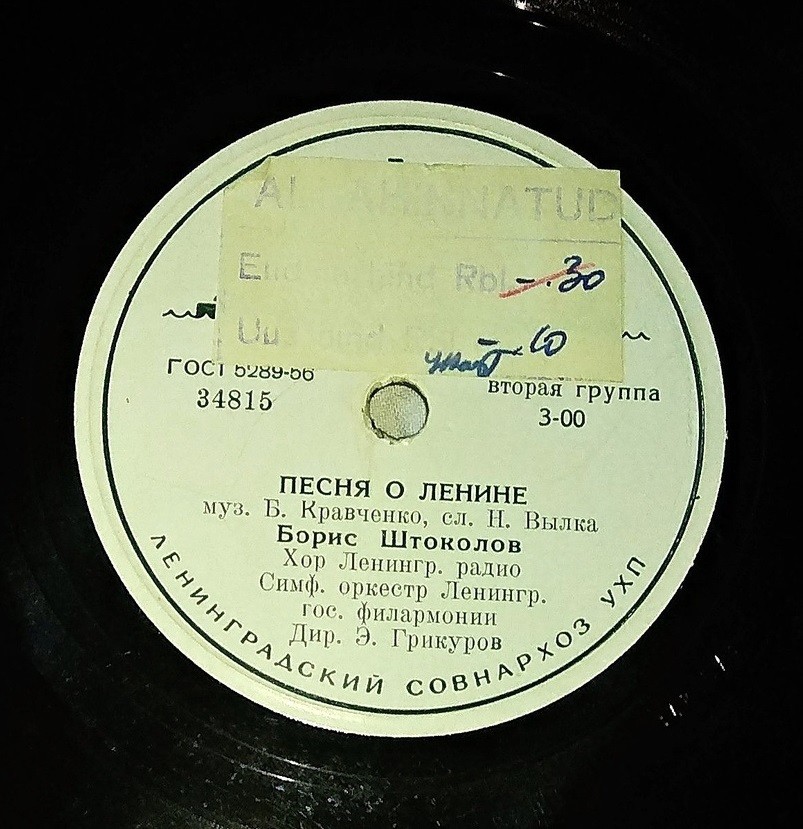 NATUD
Rbl. -.30
-.10
ГОСТ 5289-56
34815
вторая группа
3-00
ПЕСНЯ О ЛЕНИНЕ
муз. Б. Кравченко, сл. Н. Вылка
Борис Штоколов
Хор Ленингр. радио
Симф. оркестр Ленингр.
гос. филармонии
Дир. Э. Грикуров
ЛЕНИНГРАДСКИЙ СОВНАРХОЗ УХП